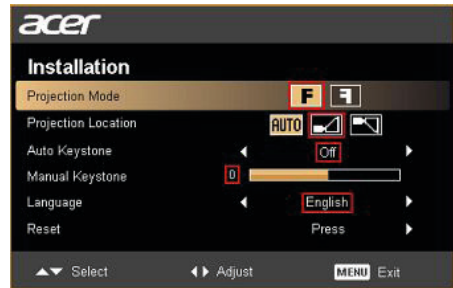 acer
Installation
Projection Mode F F
Projection Location AUTO
Auto Keystone Off
Manual Keystone 0
Language English
Reset Press
Select Adjust MENU Exit